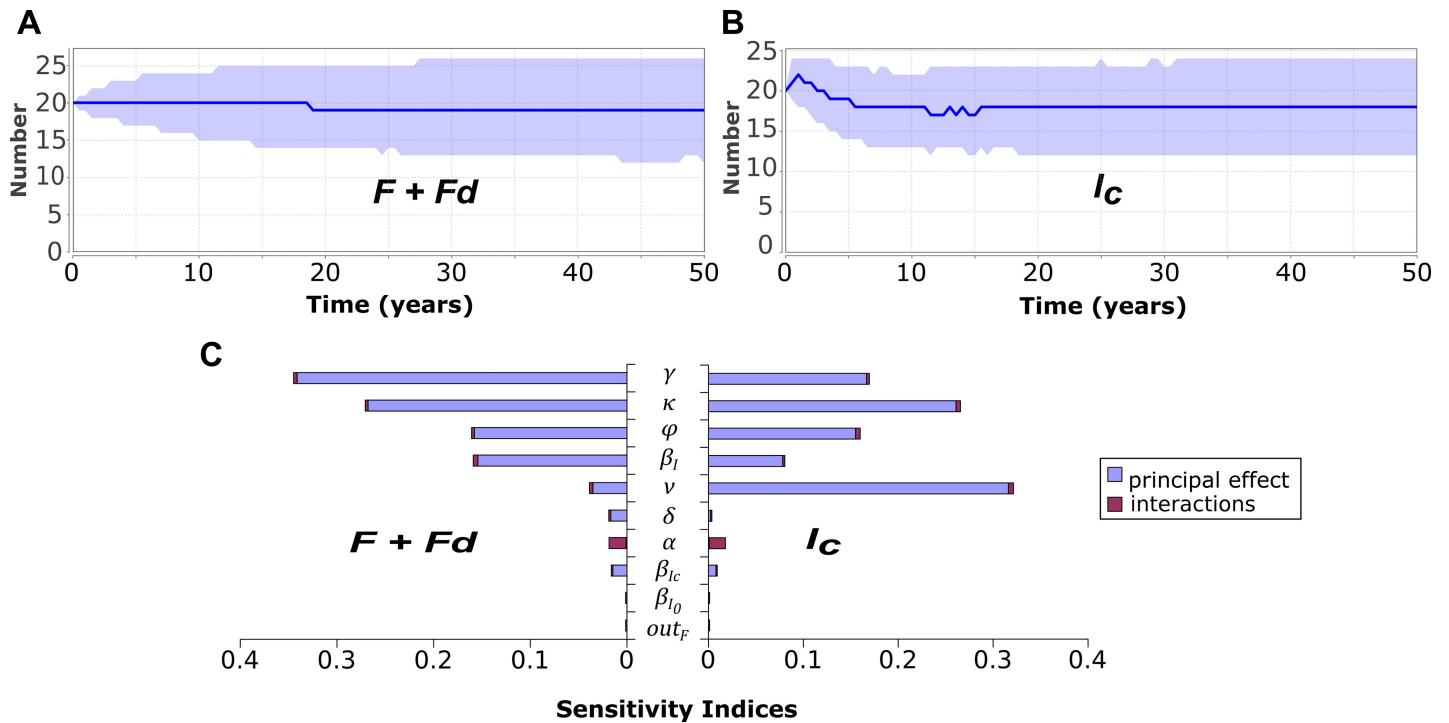 A
B
Number
25
20
15
10
5
0
F + Fd
0 10 20 30 40 50
Time (years)
Number
25
20
15
10
5
0
Ic
0 10 20 30 40 50
Time (years)
C
γ
κ
φ
βI
ν
δ
α
βIc
βI0
outF
F + Fd
Ic
principal effect
interactions
0.4 0.3 0.2 0.1 0 0 0.1 0.2 0.3 0.4
Sensitivity Indices